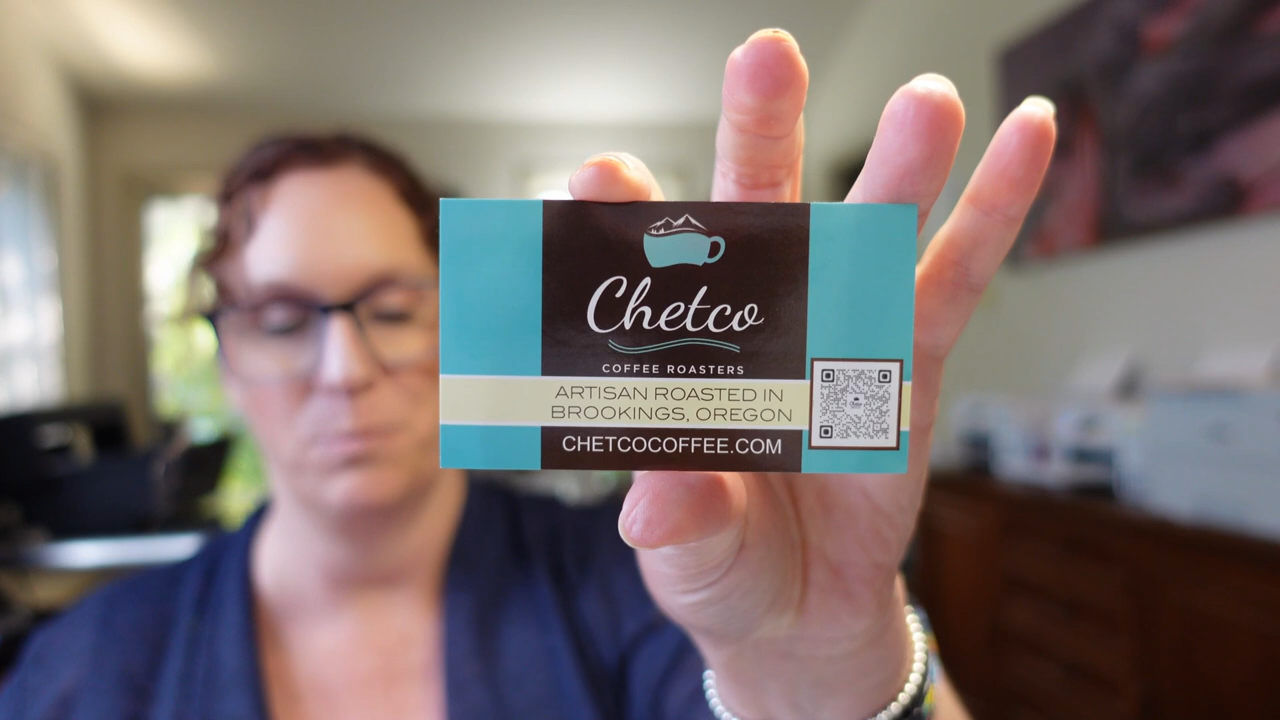 Chetco
COFFEE ROASTERS
ARTISAN ROASTED IN
BROOKINGS, OREGON
CHETCOCOFFEE.COM